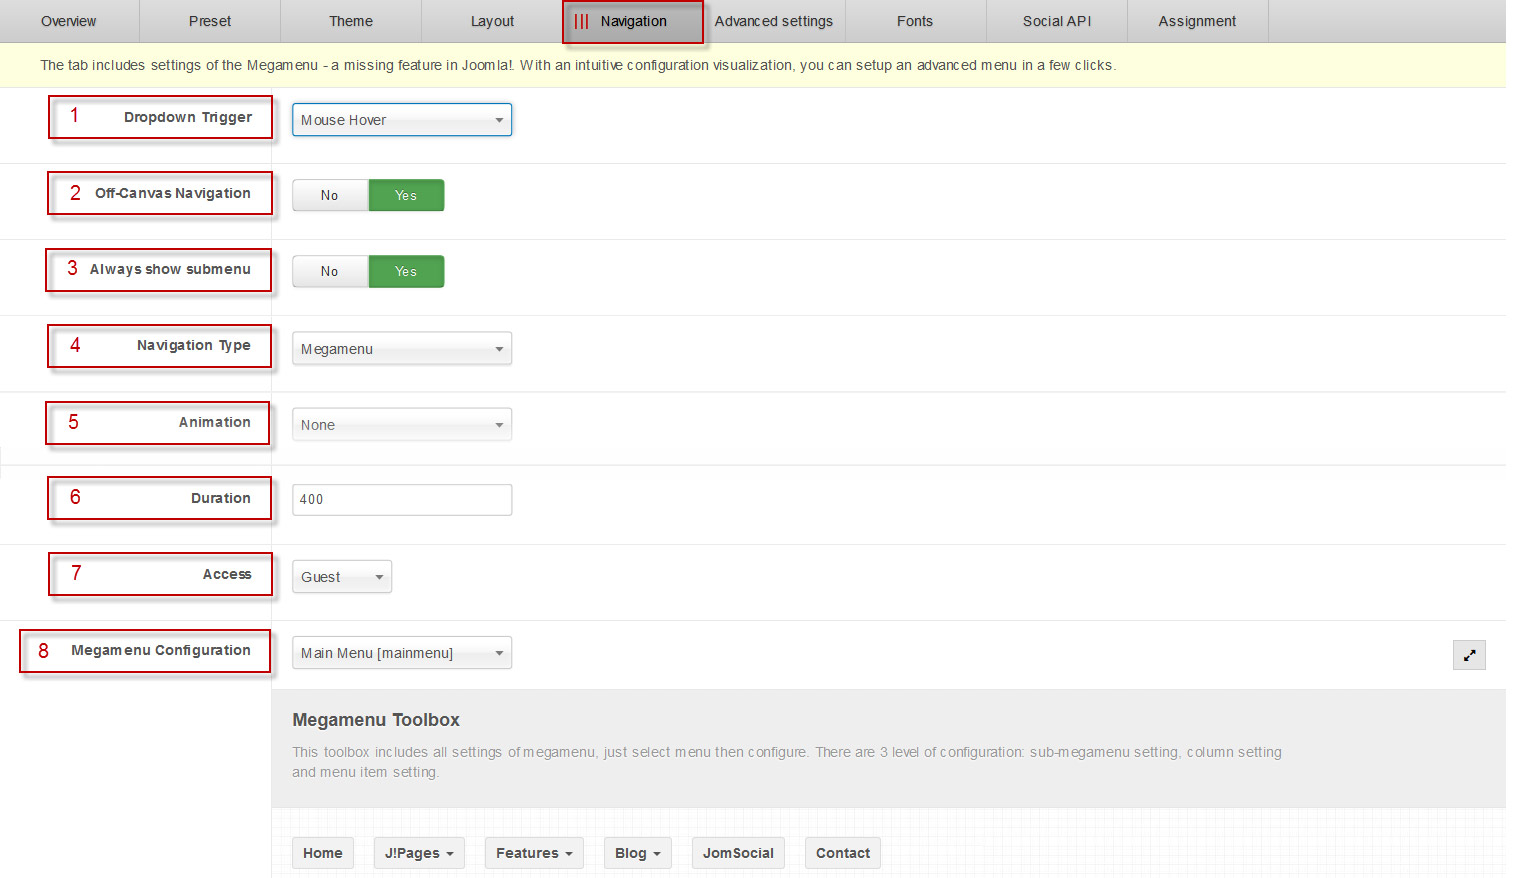 Overview Preset Theme Layout Navigation Advanced settings Fonts Social API Assignment
The tab includes settings of the Megamenu - a missing feature in Joomla!. With an intuitive configuration visualization, you can setup an advanced menu in a few clicks.
1 Dropdown Trigger Mouse Hover
2 Off-Canvas Navigation No Yes
3 Always show submenu No Yes
4 Navigation Type Megamenu
5 Animation None
6 Duration 400
7 Access Guest
8 Megamenu Configuration Main Menu [mainmenu]
Megamenu Toolbox
This toolbox includes all settings of megamenu, just select menu then configure. There are 3 level of configuration: sub-megamenu setting, column setting
and menu item setting.
Home J!Pages Features Blog JomSocial Contact